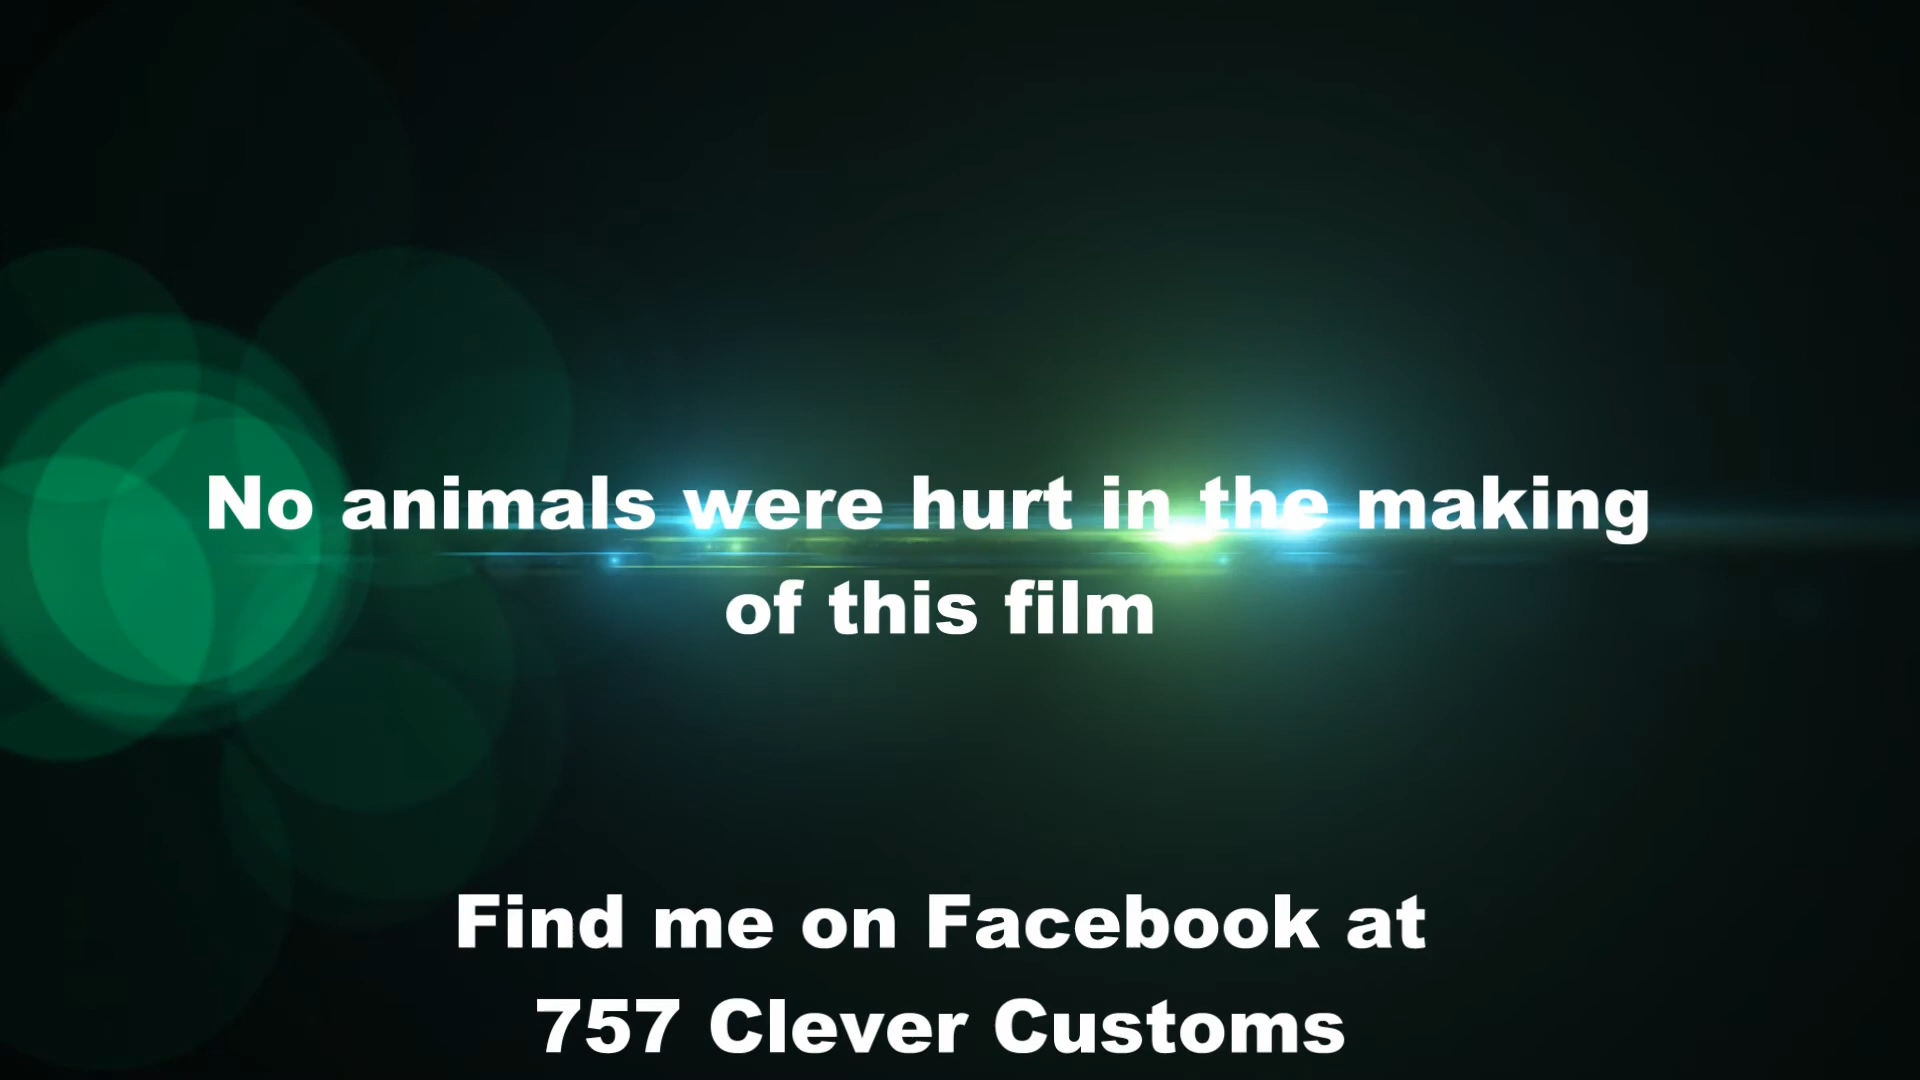 No animals were hurt in the making
of this film
Find me on Facebook at
757 Clever Customs